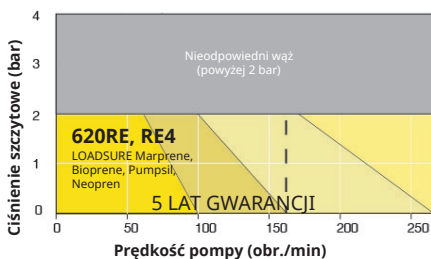 4
Nieodpowiedni wąż
(powyżej 2 bar)
3
2
620RE, RE4
LOADSURE Marprene,
Bioprene, Pumpsil,
Neopren
1
5 LAT GWARANCJI
0
0 50 100 150 200 250
Ciśnienie szczytowe (bar)
Prędkość pompy (obr./min)